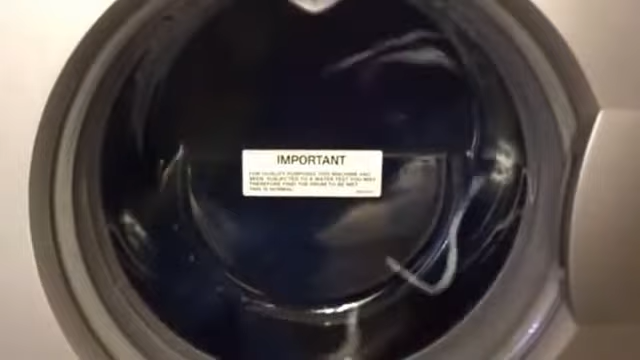 IMPORTANT
FOR QUALITY PURPOSES THIS MACHINE HAS
BEEN SUBJECTED TO A WATER TEST YOU MAY
THEREFORE FIND THE DRUM TO BE WET
THIS IS NORMAL